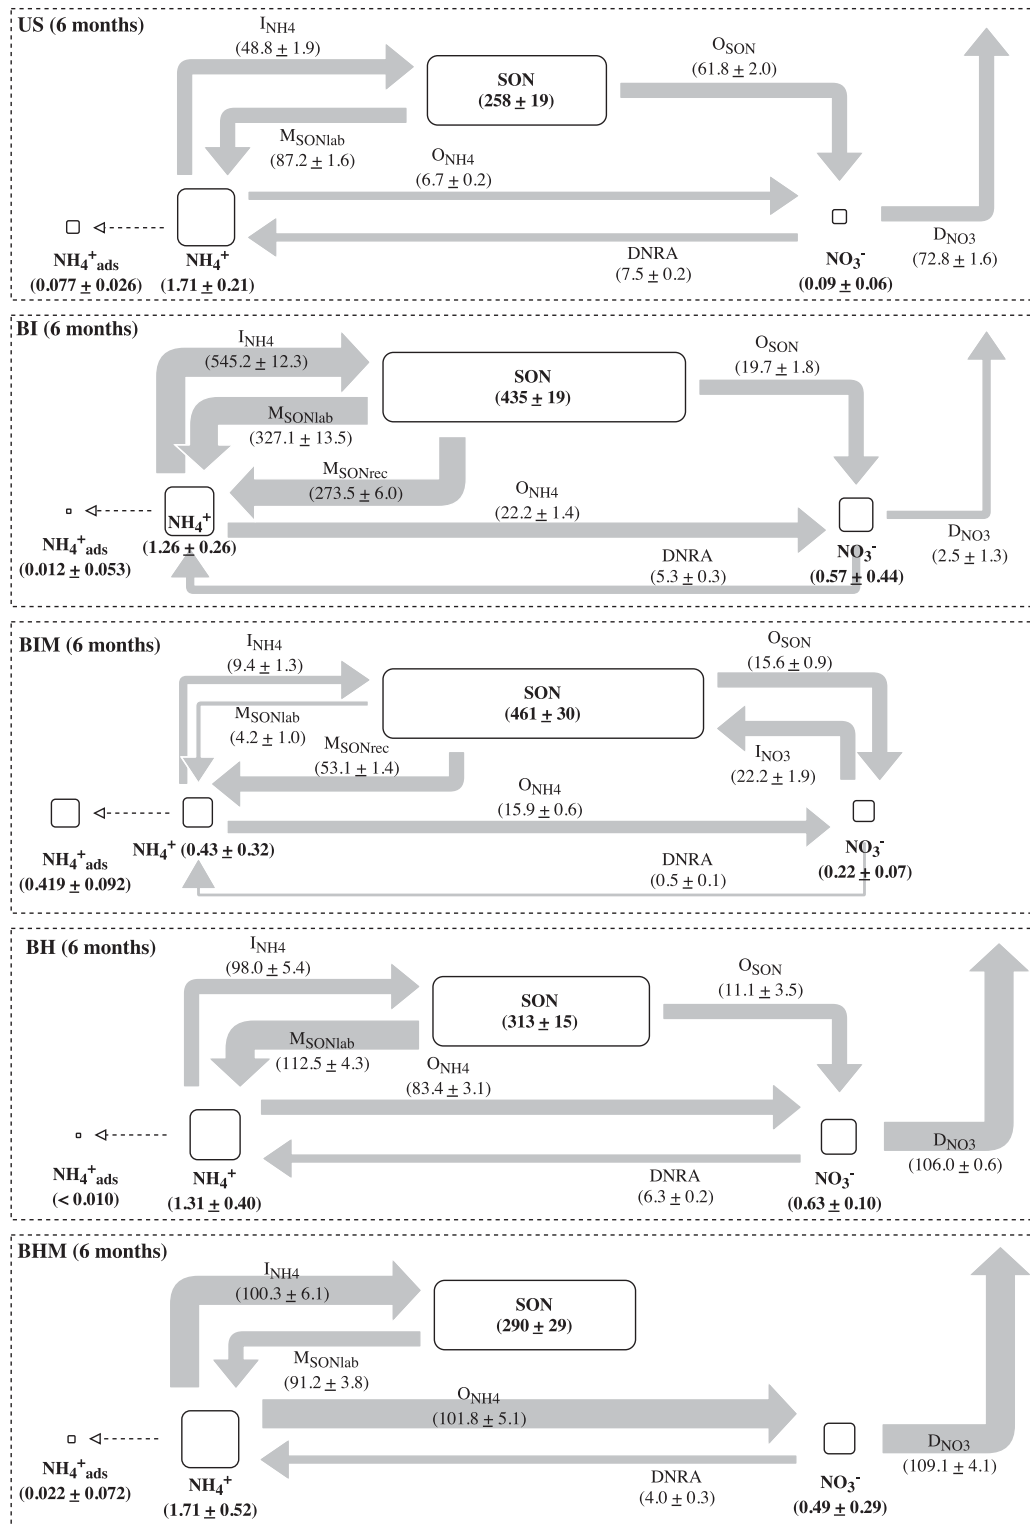 US (6 months)
I_NH4
(48.8 ± 1.9)
O_SON
(61.8 ± 2.0)
SON
(258 ± 19)
M_SONlab
(87.2 ± 1.6)
O_NH4
(6.7 ± 0.2)
DNRA
(7.5 ± 0.2)
D_NO3
(72.8 ± 1.6)
NH4+ads
(0.077 ± 0.026)
NH4+
(1.71 ± 0.21)
NO3-
(0.09 ± 0.06)
BI (6 months)
I_NH4
(545.2 ± 12.3)
O_SON
(19.7 ± 1.8)
SON
(435 ± 19)
M_SONlab
(327.1 ± 13.5)
M_SONrec
(273.5 ± 6.0)
O_NH4
(22.2 ± 1.4)
NH4+
(1.26 ± 0.26)
NH4+ads
(0.012 ± 0.053)
DNRA
(5.3 ± 0.3)
NO3-
(0.57 ± 0.44)
D_NO3
(2.5 ± 1.3)
BIM (6 months)
I_NH4
(9.4 ± 1.3)
O_SON
(15.6 ± 0.9)
SON
(461 ± 30)
M_SONlab
(4.2 ± 1.0)
M_SONrec
(53.1 ± 1.4)
I_NO3
(22.2 ± 1.9)
O_NH4
(15.9 ± 0.6)
NH4+ads
(0.419 ± 0.092)
NH4+ (0.43 ± 0.32)
DNRA
(0.5 ± 0.1)
NO3-
(0.22 ± 0.07)
BH (6 months)
I_NH4
(98.0 ± 5.4)
O_SON
(11.1 ± 3.5)
SON
(313 ± 15)
M_SONlab
(112.5 ± 4.3)
O_NH4
(83.4 ± 3.1)
D_NO3
(106.0 ± 0.6)
NH4+ads
(< 0.010)
NH4+
(1.31 ± 0.40)
DNRA
(6.3 ± 0.2)
NO3-
(0.63 ± 0.10)
BHM (6 months)
I_NH4
(100.3 ± 6.1)
SON
(290 ± 29)
M_SONlab
(91.2 ± 3.8)
O_NH4
(101.8 ± 5.1)
D_NO3
(109.1 ± 4.1)
NH4+ads
(0.022 ± 0.072)
NH4+
(1.71 ± 0.52)
DNRA
(4.0 ± 0.3)
NO3-
(0.49 ± 0.29)